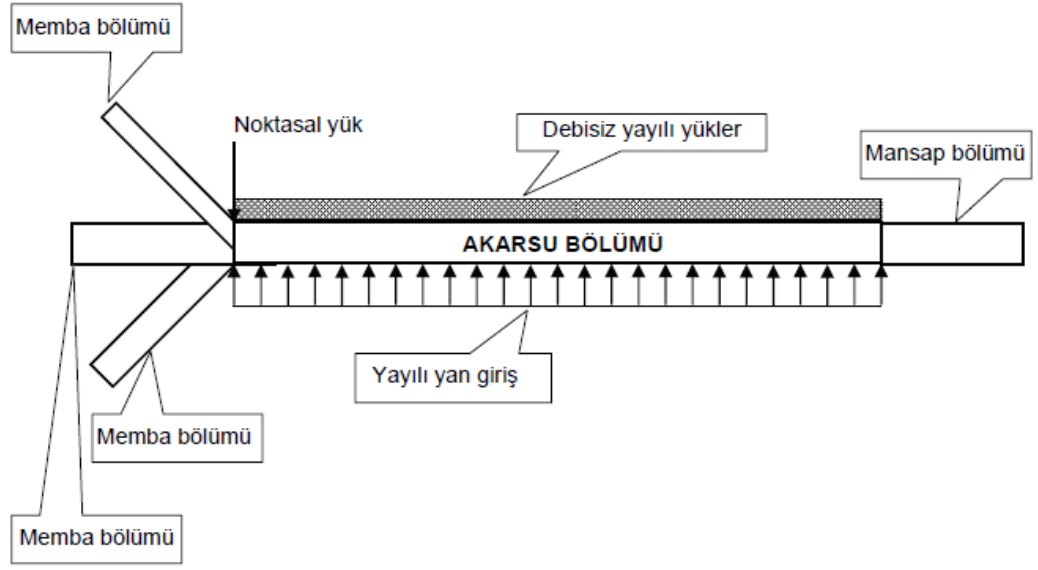 Memba bölümü
Noktasal yük
Debisiz yayılı yükler
Mansap bölümü
AKARSU BÖLÜMÜ
Yayılı yan giriş
Memba bölümü
Memba bölümü